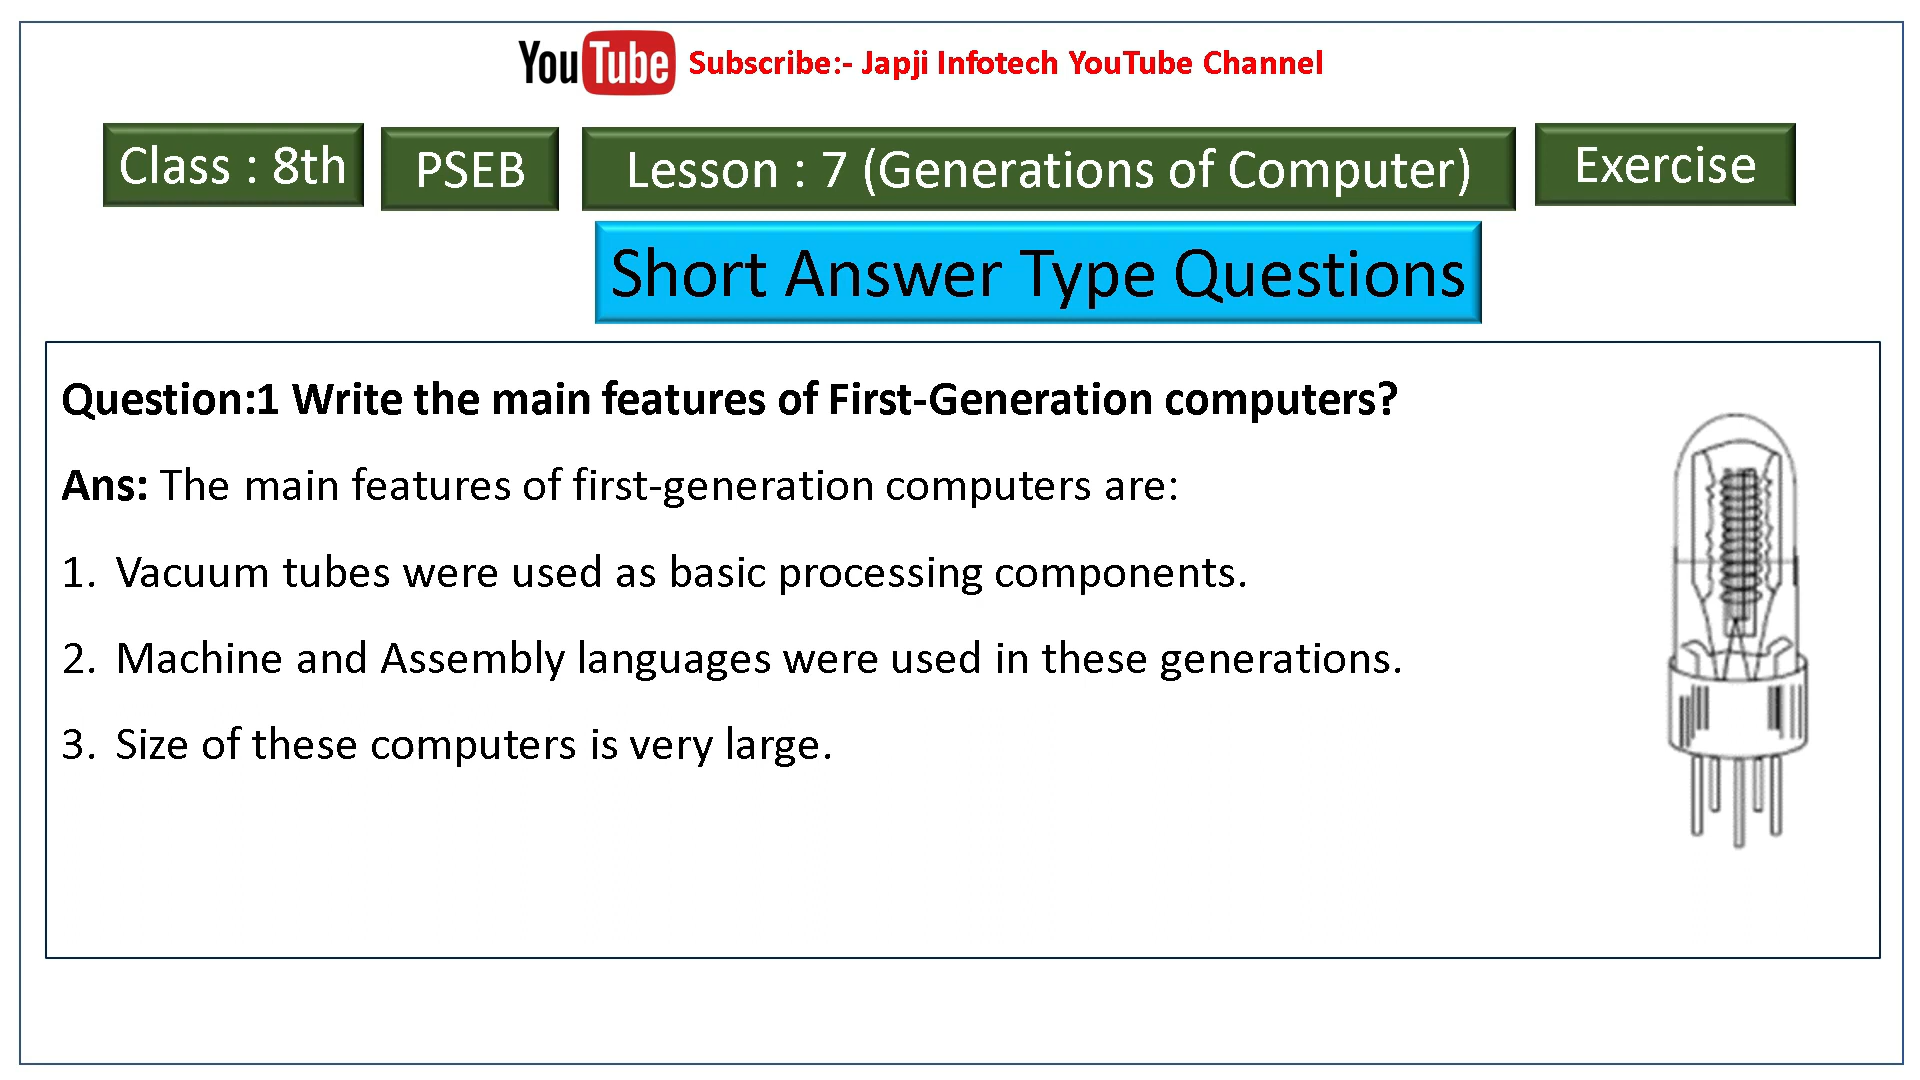 YouTube Subscribe:- Japji Infotech YouTube Channel
Class : 8th PSEB Lesson : 7 (Generations of Computer) Exercise
Short Answer Type Questions
Question:1 Write the main features of First-Generation computers?
Ans: The main features of first-generation computers are:
1. Vacuum tubes were used as basic processing components.
2. Machine and Assembly languages were used in these generations.
3. Size of these computers is very large.